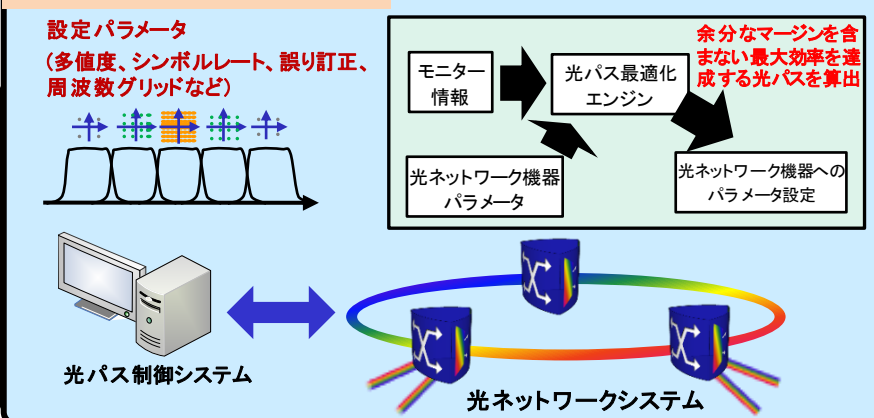 設定パラメータ
(多値度、シンボルレート、誤り訂正、
周波数グリッドなど)
モニター
情報
光パス最適化
エンジン
余分なマージンを含
まない最大効率を達
成する光パスを算出
光ネットワーク機器
パラメータ
光ネットワーク機器への
パラメータ設定
光パス制御システム
光ネットワークシステム